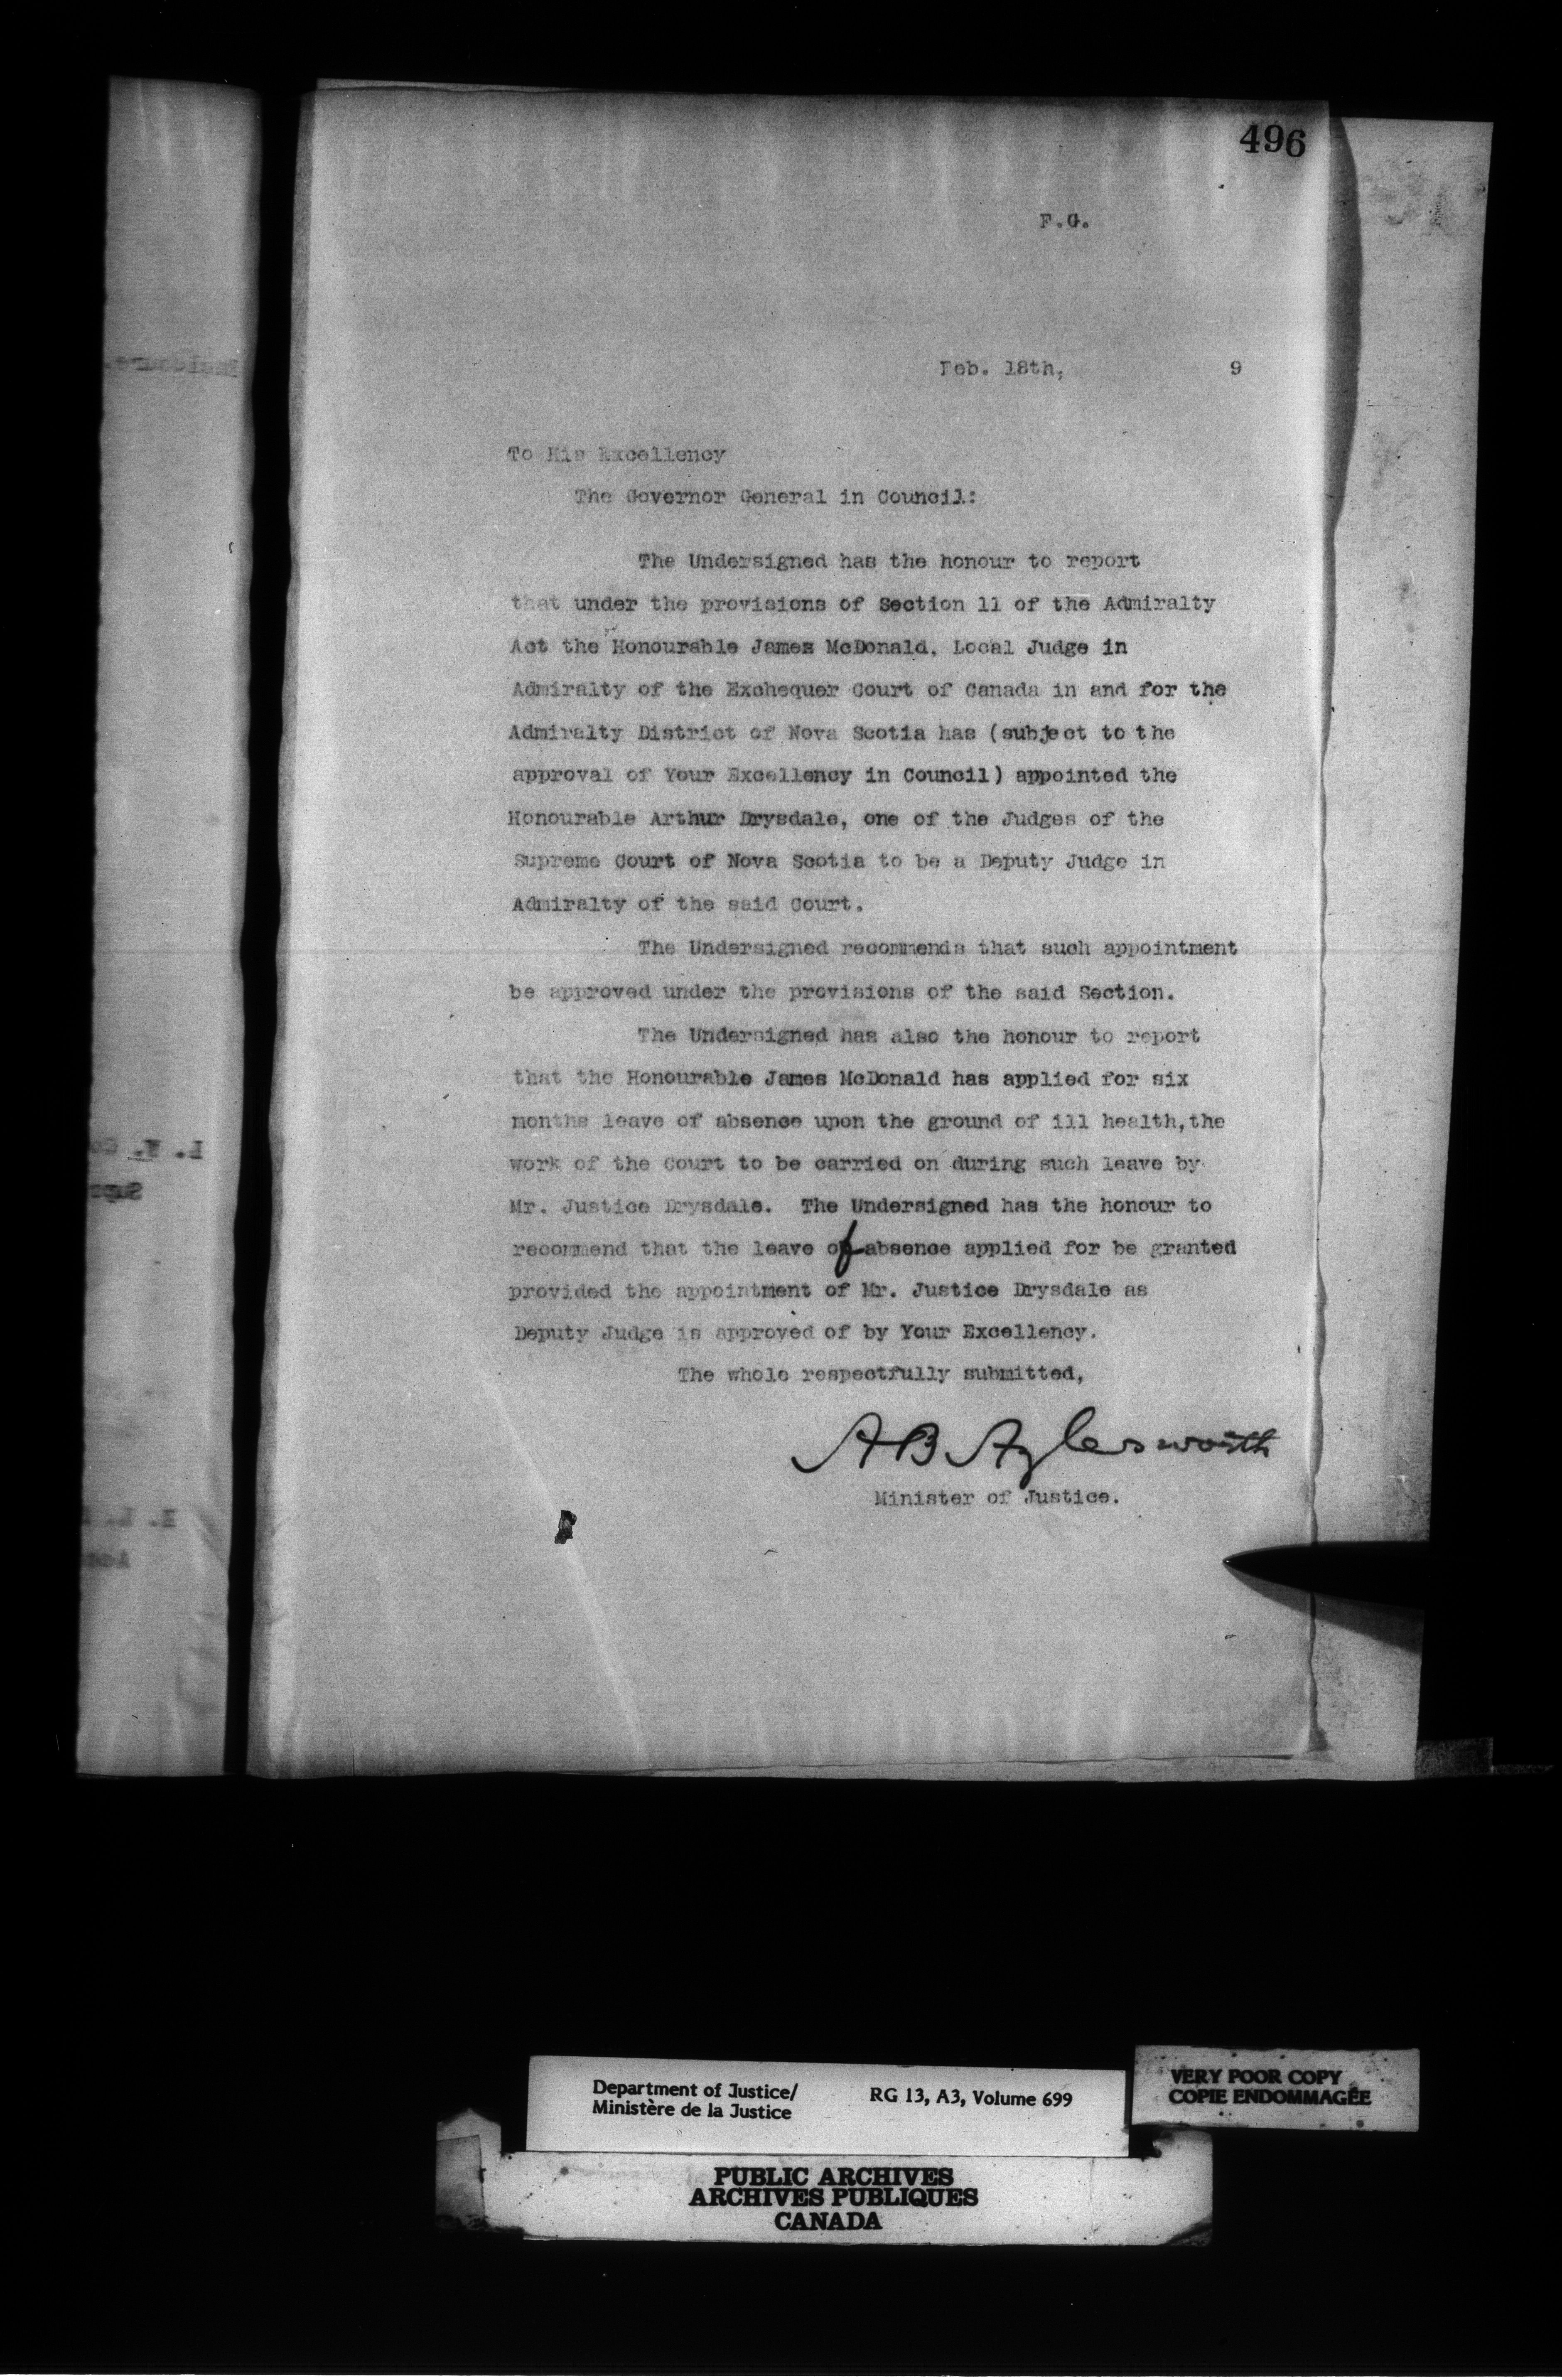 496
F.G.
Feb. 18th, 9
To His Excellency
The Governor General in Council:
The Undersigned has the honour to report
that under the provisions of Section 11 of the Admiralty
Act the Honourable James McDonald, Local Judge in
Admiralty of the Exchequer Court of Canada in and for the
Admiralty District of Nova Scotia has (subject to the
approval of Your Excellency in Council) appointed the
Honourable Arthur Drysdale, one of the Judges of the
Supreme Court of Nova Scotia to be a Deputy Judge in
Admiralty of the said Court.
The Undersigned recommends that such appointment
be approved under the provisions of the said Section.
The Undersigned has also the honour to report
that the Honourable James McDonald has applied for six
months leave of absence upon the ground of ill health, the
work of the Court to be carried on during such leave by
Mr. Justice Drysdale. The Undersigned has the honour to
recommend that the leave of absence applied for be granted
provided the appointment of Mr. Justice Drysdale as
Deputy Judge is approved of by Your Excellency.
The whole respectfully submitted,
A B Aylesworth
Minister of Justice.
Department of Justice/
Ministère de la Justice
RG 13, A3, Volume 699
VERY POOR COPY
COPIE ENDOMMAGÉE
PUBLIC ARCHIVES
ARCHIVES PUBLIQUES
CANADA